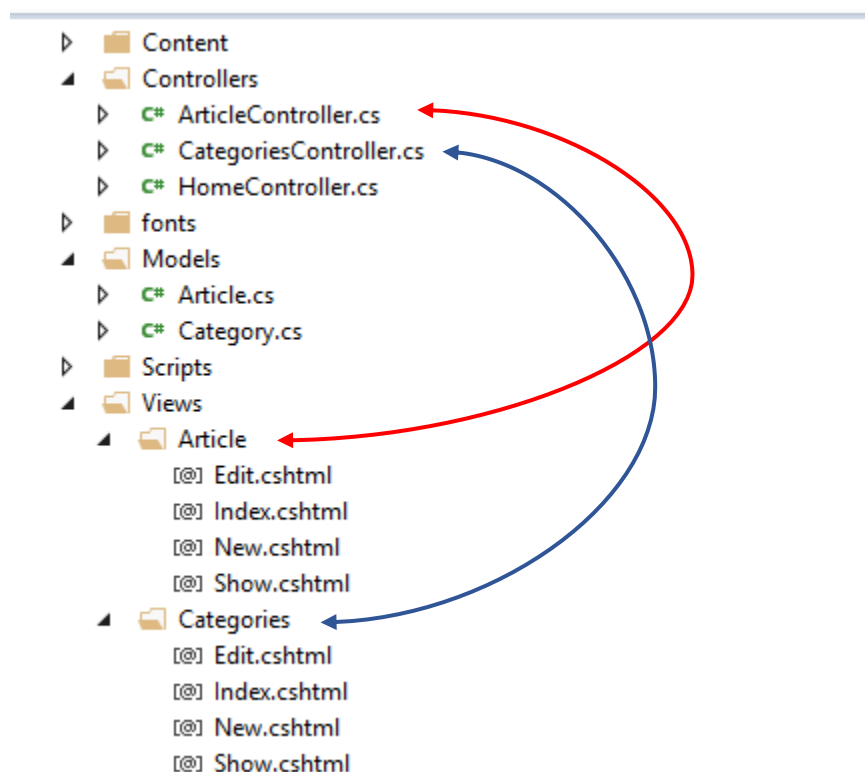 Content
Controllers
C# ArticleController.cs
C# CategoriesController.cs
C# HomeController.cs
fonts
Models
C# Article.cs
C# Category.cs
Scripts
Views
Article
[@] Edit.cshtml
[@] Index.cshtml
[@] New.cshtml
[@] Show.cshtml
Categories
[@] Edit.cshtml
[@] Index.cshtml
[@] New.cshtml
[@] Show.cshtml